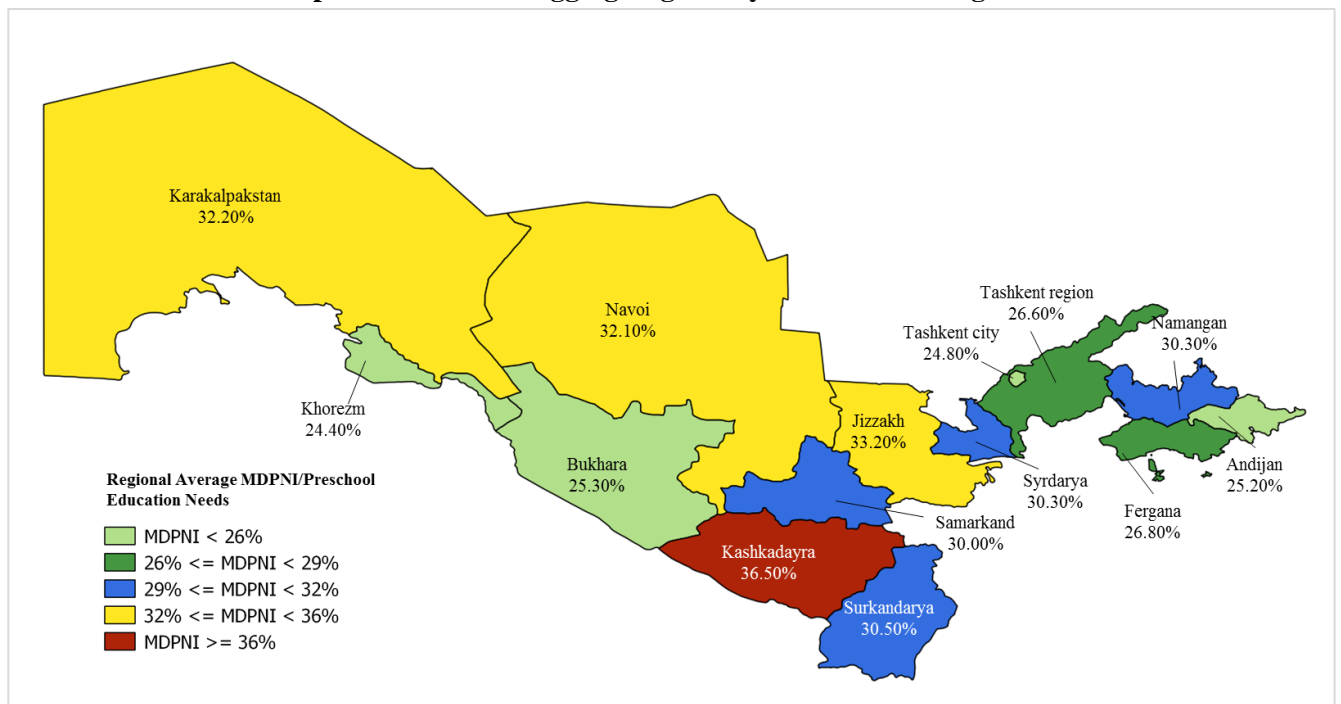 Karakalpakstan
32.20%
Navoi
32.10%
Tashkent region
26.60%
Tashkent city
24.80%
Namangan
30.30%
Khorezm
24.40%
Jizzakh
33.20%
Bukhara
25.30%
Syrdarya
30.30%
Andijan
25.20%
Fergana
26.80%
Samarkand
30.00%
Kashkadayra
36.50%
Surkandarya
30.50%
Regional Average MDPNI/Preschool
Education Needs
MDPNI < 26%
26% <= MDPNI < 29%
29% <= MDPNI < 32%
32% <= MDPNI < 36%
MDPNI >= 36%